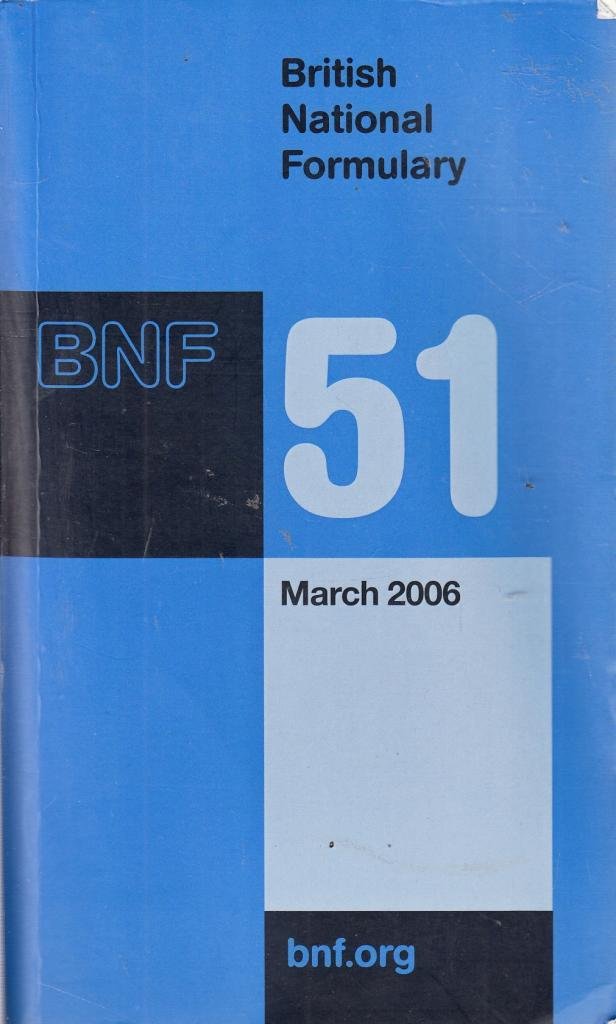 British
National
Formulary
BNF
51
March 2006
bnf.org